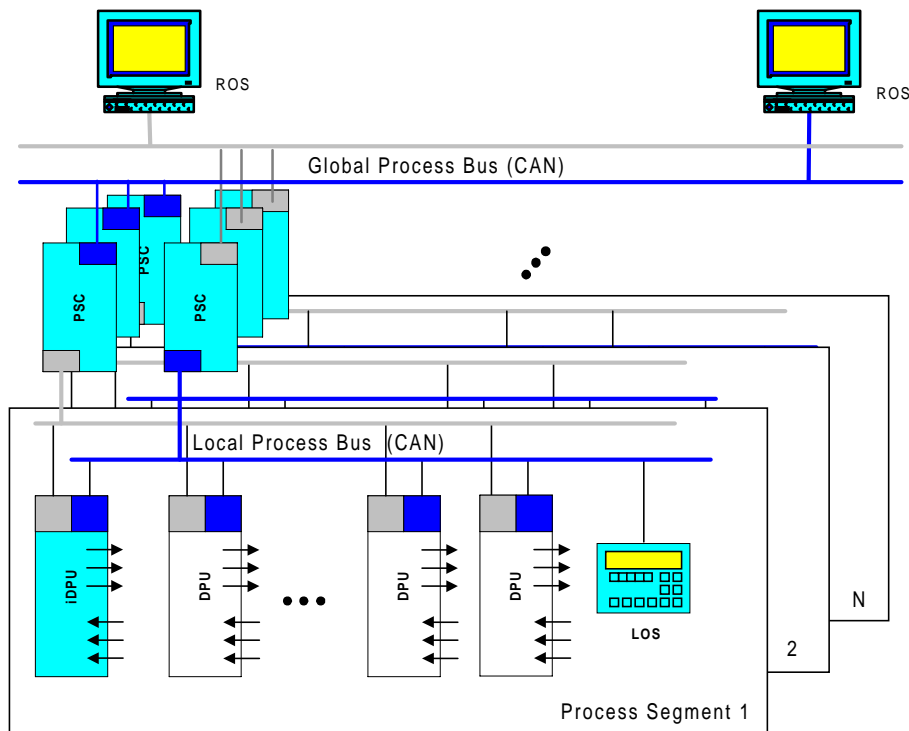 ROS
ROS
Global Process Bus (CAN)
PSC
PSC
PSC
Local Process Bus (CAN)
iDPU
DPU
DPU
DPU
LOS
N
2
Process Segment 1